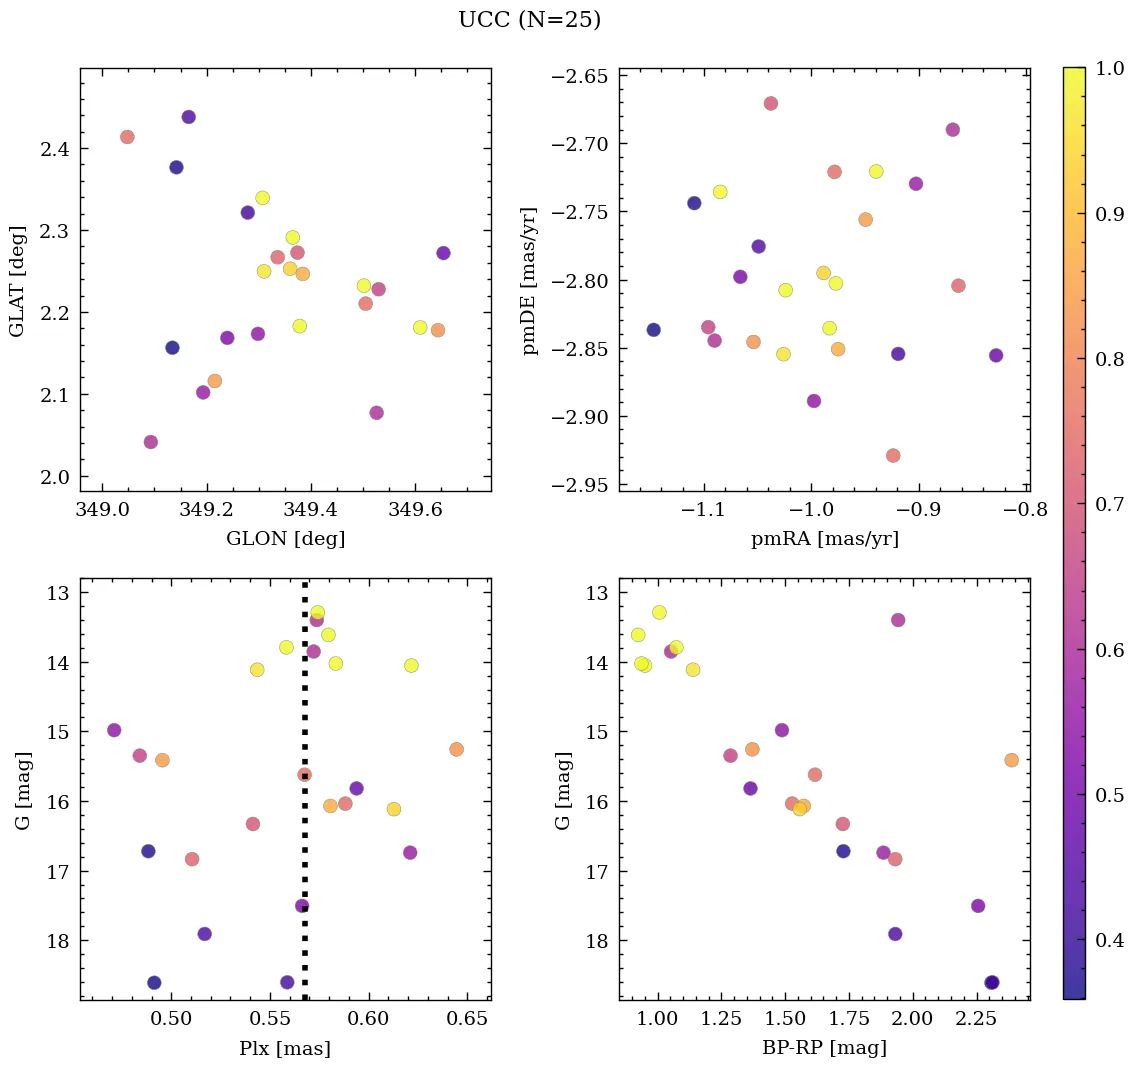 UCC (N=25)
2.4
2.3
2.2
2.1
2.0
GLAT [deg]
349.0 349.2 349.4 349.6
GLON [deg]
−2.65
−2.70
−2.75
−2.80
−2.85
−2.90
−2.95
pmDE [mas/yr]
−1.1 −1.0 −0.9 −0.8
pmRA [mas/yr]
13
14
15
16
17
18
G [mag]
0.50 0.55 0.60 0.65
Plx [mas]
13
14
15
16
17
18
G [mag]
1.00 1.25 1.50 1.75 2.00 2.25
BP-RP [mag]
1.0
0.9
0.8
0.7
0.6
0.5
0.4